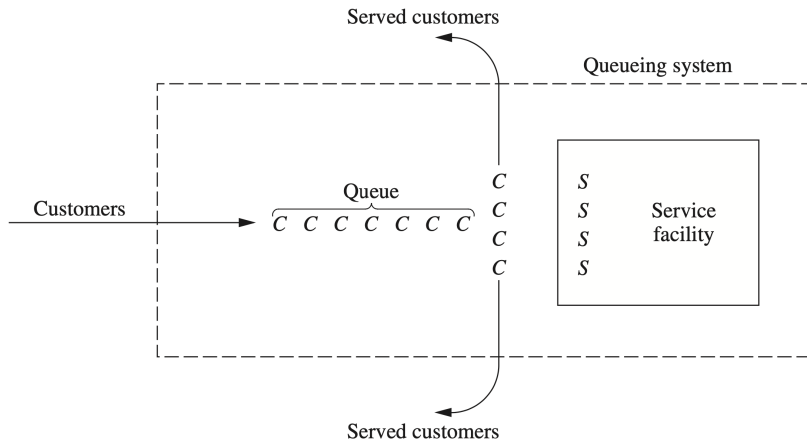 Served customers
Queueing system
Queue
Customers
C C C C C C C
C S
C S
C S
C S
Service
facility
Served customers